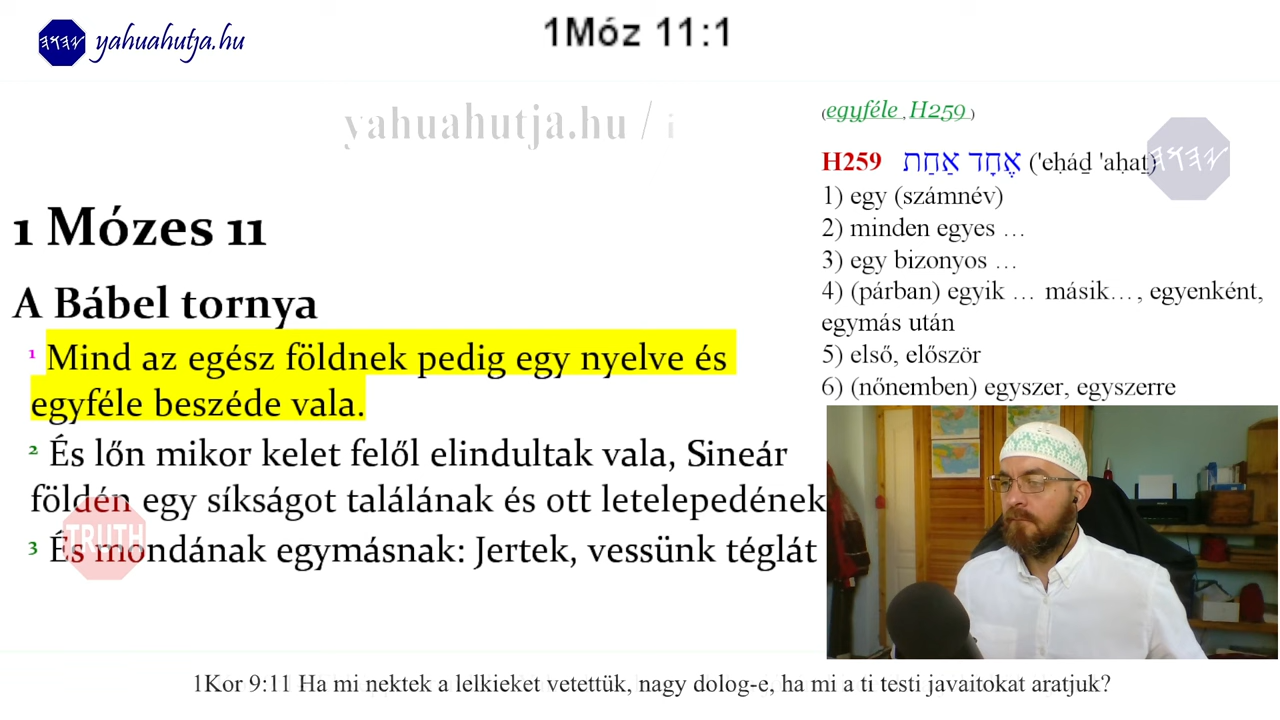 yahuahutja.hu
1Móz 11:1
yahuahutja.hu / i
(egyféle , H259 )
H259 אֶחָד אַחַת ('eḥáḏ 'aḥaṯ)
1) egy (számnév)
2) minden egyes …
3) egy bizonyos …
4) (párban) egyik … másik…, egyenként,
egymás után
5) első, először
6) (nőnemben) egyszer, egyszerre
1 Mózes 11
A Bábel tornya
1 Mind az egész földnek pedig egy nyelve és
egyféle beszéde vala.
2 És lőn mikor kelet felől elindultak vala, Sineár
földén egy síkságot találának és ott letelepedének
3 És mondának egymásnak: Jertek, vessünk téglát
TRUTH
1Kor 9:11 Ha mi nektek a lelkieket vetettük, nagy dolog-e, ha mi a ti testi javaitokat aratjuk?